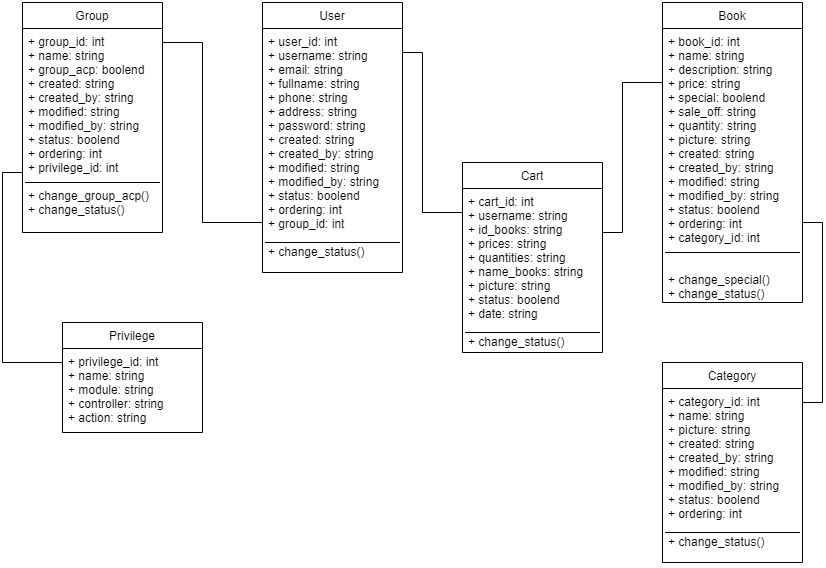 Group
+ group_id: int
+ name: string
+ group_acp: boolend
+ created: string
+ created_by: string
+ modified: string
+ modified_by: string
+ status: boolend
+ ordering: int
+ privilege_id: int
+ change_group_acp()
+ change_status()
User
+ user_id: int
+ username: string
+ email: string
+ fullname: string
+ phone: string
+ address: string
+ password: string
+ created: string
+ created_by: string
+ modified: string
+ modified_by: string
+ status: boolend
+ ordering: int
+ group_id: int
+ change_status()
Book
+ book_id: int
+ name: string
+ description: string
+ price: string
+ special: boolend
+ sale_off: string
+ quantity: string
+ picture: string
+ created: string
+ created_by: string
+ modified: string
+ modified_by: string
+ status: boolend
+ ordering: int
+ category_id: int
+ change_special()
+ change_status()
Cart
+ cart_id: int
+ username: string
+ id_books: string
+ prices: string
+ quantities: string
+ name_books: string
+ picture: string
+ status: boolend
+ date: string
+ change_status()
Privilege
+ privilege_id: int
+ name: string
+ module: string
+ controller: string
+ action: string
Category
+ category_id: int
+ name: string
+ picture: string
+ created: string
+ created_by: string
+ modified: string
+ modified_by: string
+ status: boolend
+ ordering: int
+ change_status()